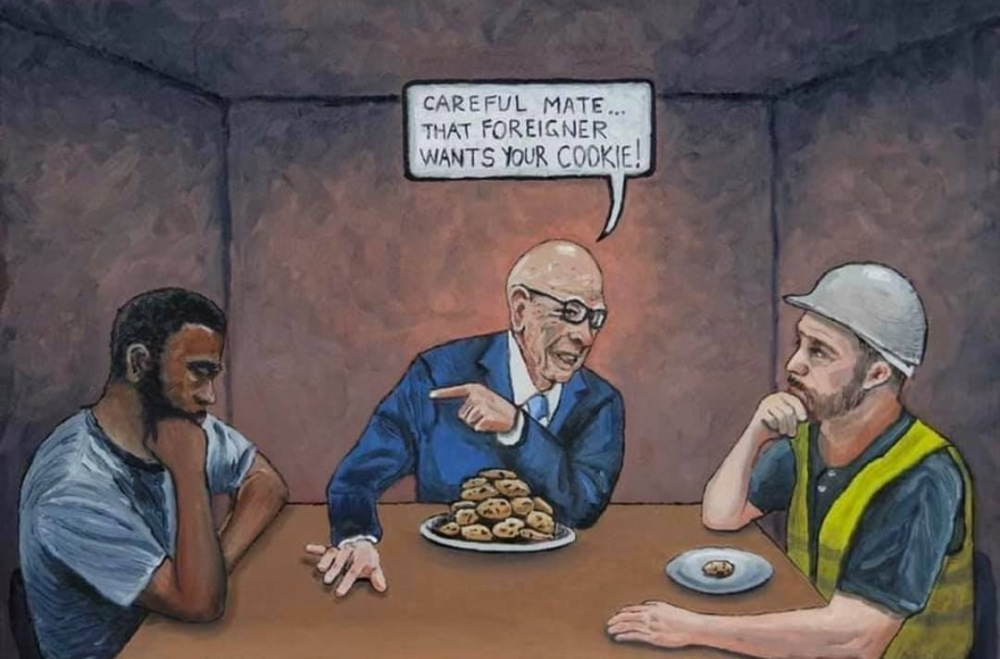 CAREFUL MATE...
THAT FOREIGNER
WANTS YOUR COOKIE!